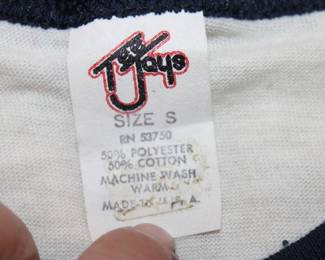 Tee Jays
SIZE S
RN 53750
50% POLYESTER
50% COTTON
MACHINE WASH
WARM
MADE IN U.S.A.